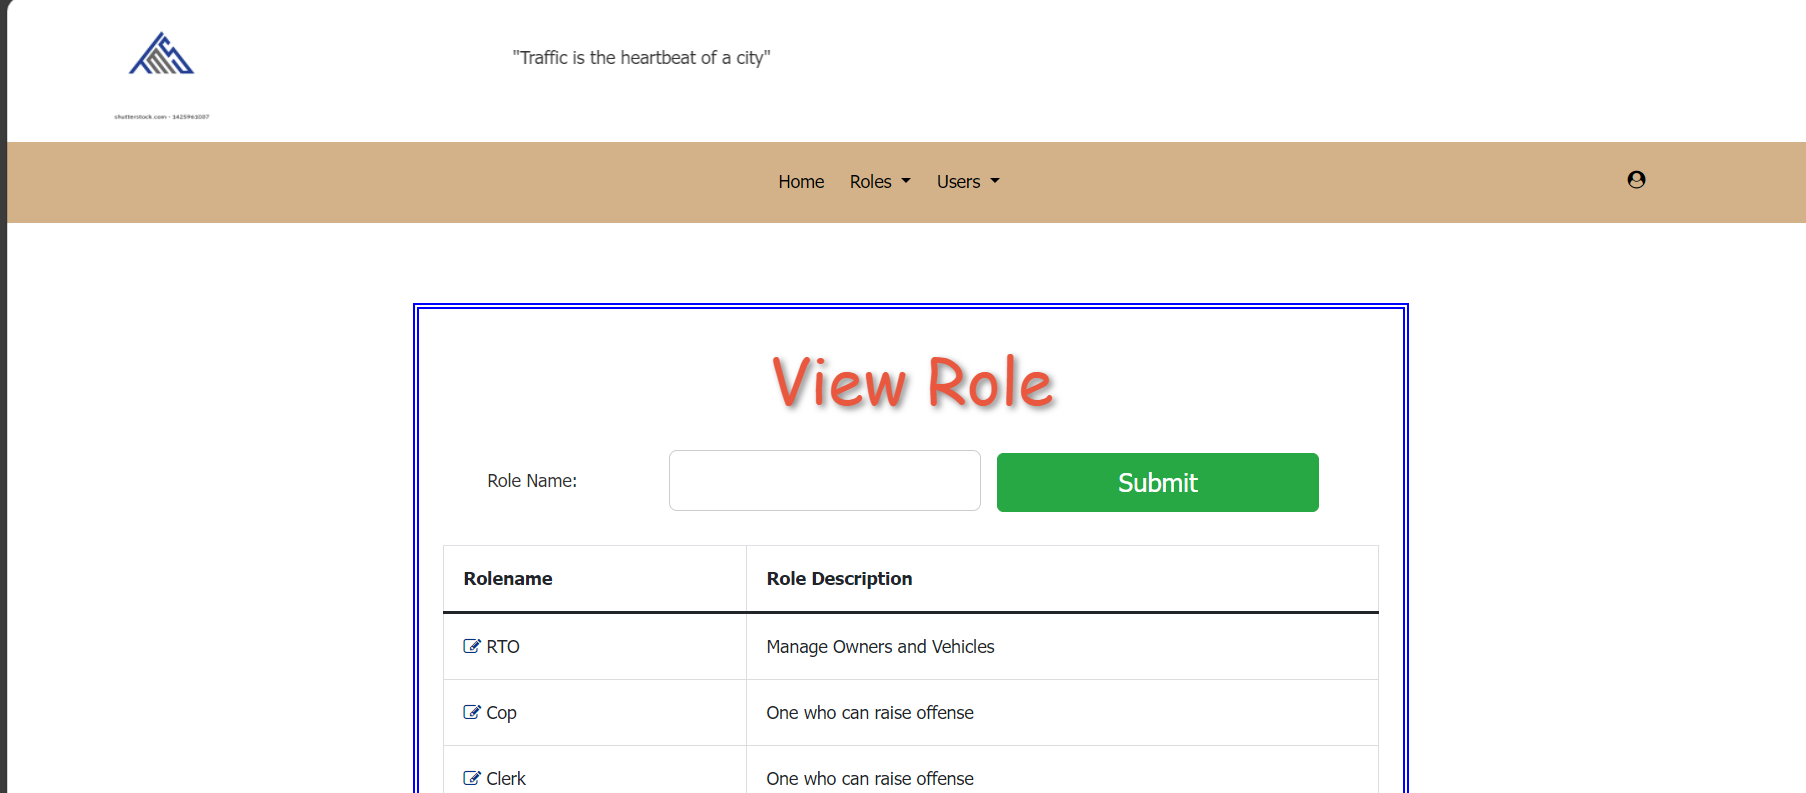 "Traffic is the heartbeat of a city"
shutterstock.com · 1425961007
Home Roles Users
View Role
Role Name: Submit
Rolename Role Description
RTO Manage Owners and Vehicles
Cop One who can raise offense
Clerk One who can raise offense